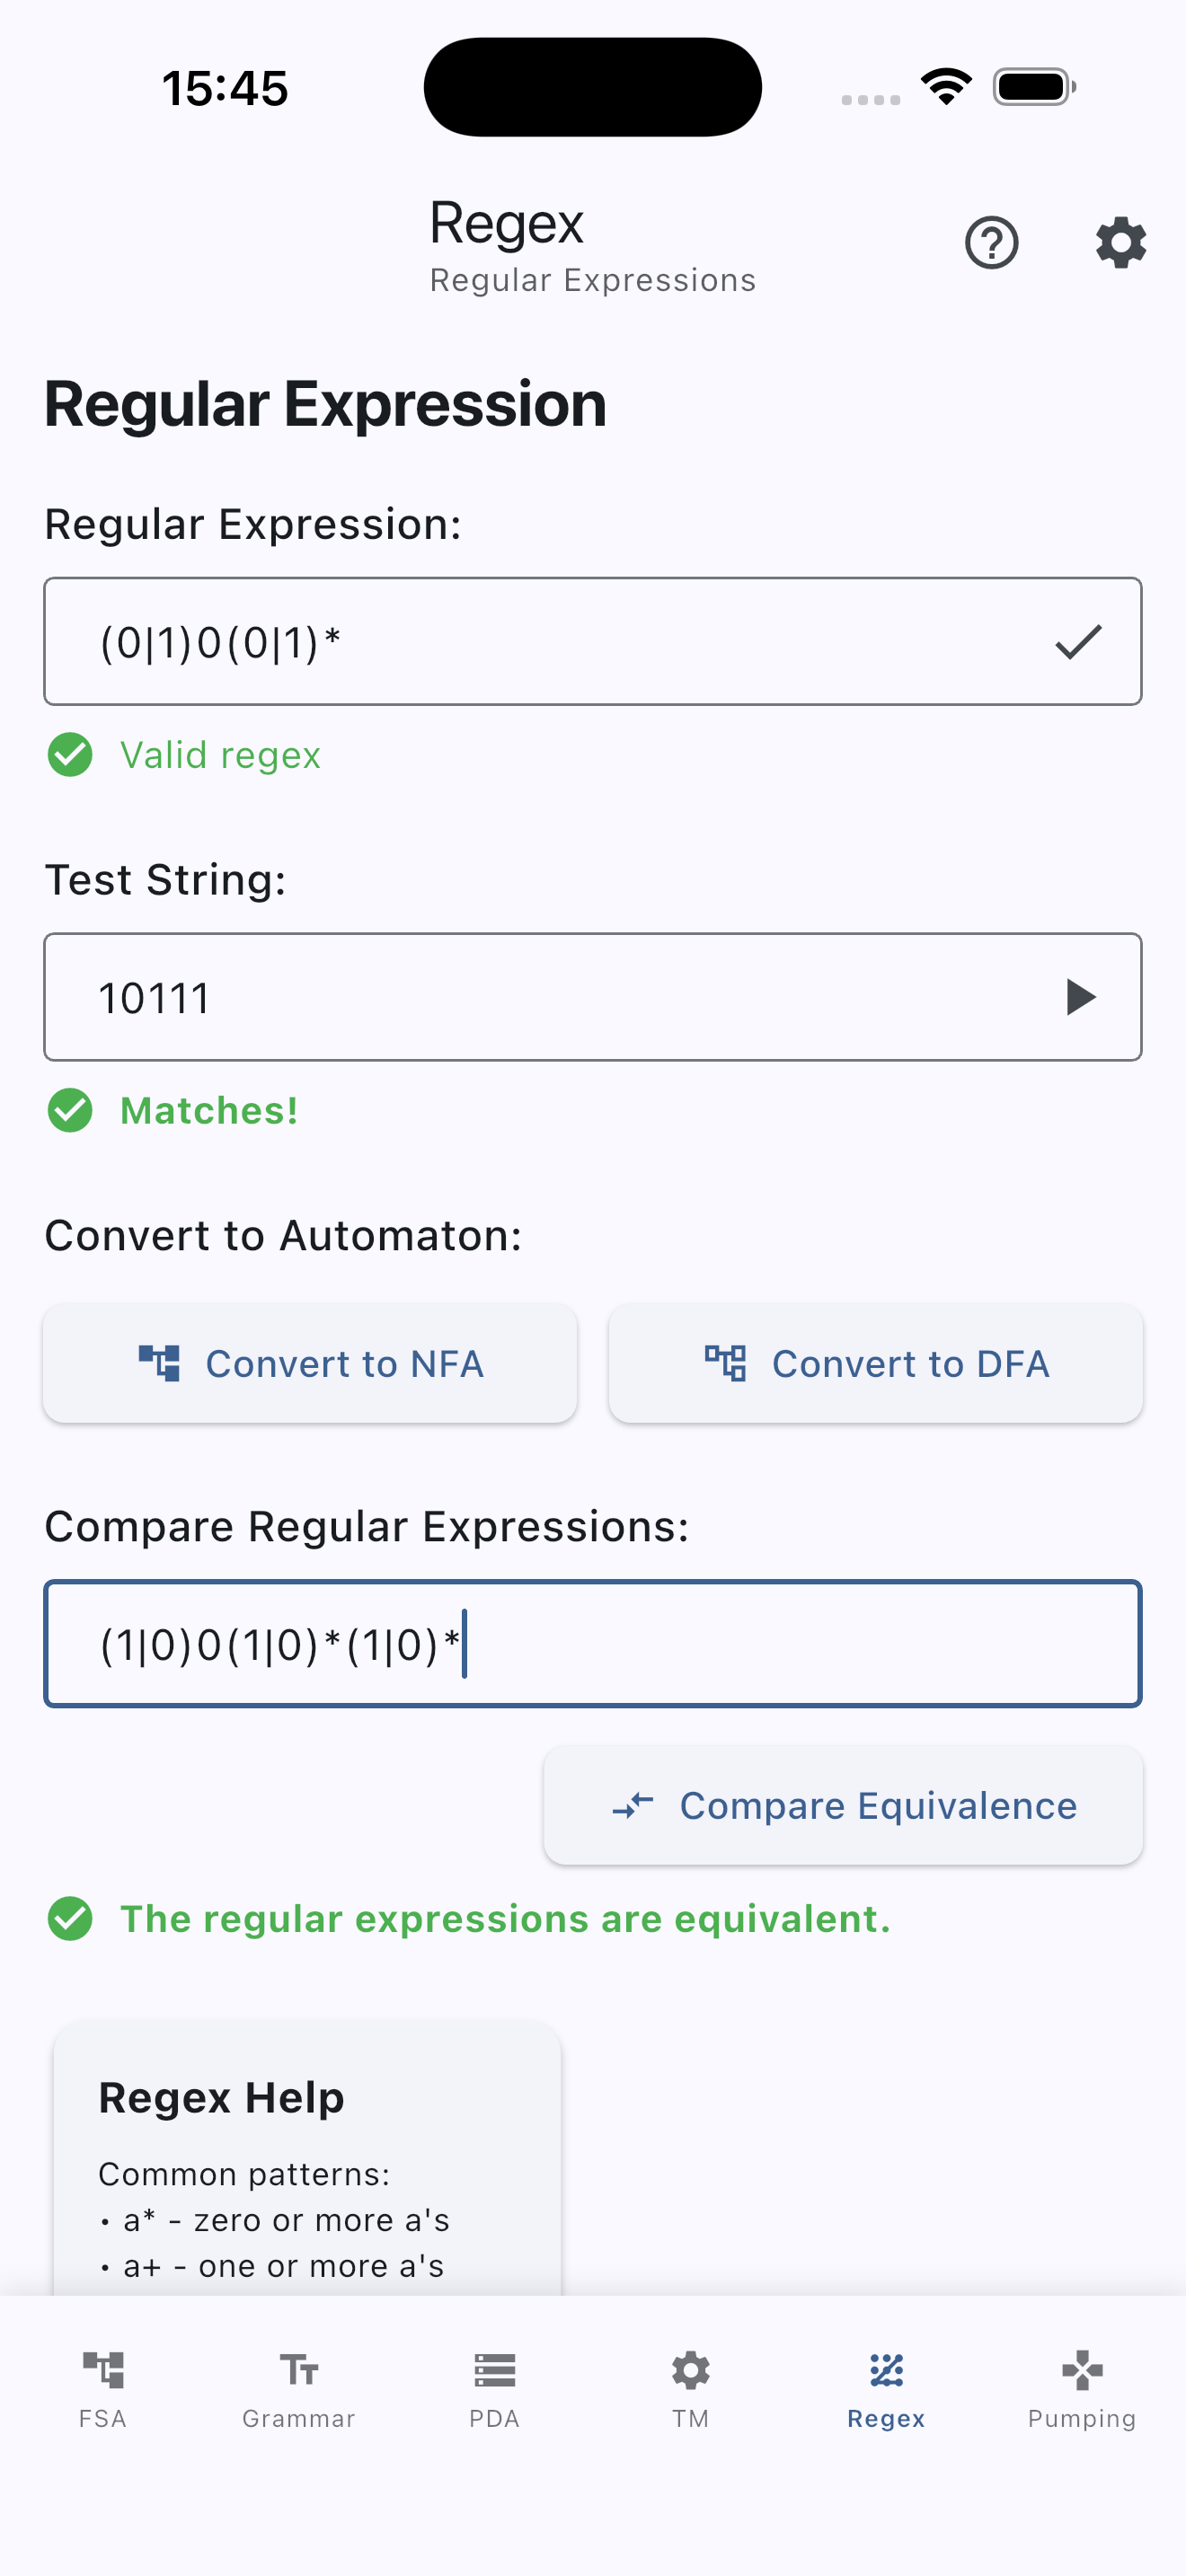 15:45
Regex
Regular Expressions
Regular Expression
Regular Expression:
(0|1)0(0|1)*
Valid regex
Test String:
10111
Matches!
Convert to Automaton:
Convert to NFA
Convert to DFA
Compare Regular Expressions:
(1|0)0(1|0)*(1|0)*
Compare Equivalence
The regular expressions are equivalent.
Regex Help
Common patterns:
• a* - zero or more a's
• a+ - one or more a's
FSA
Grammar
PDA
TM
Regex
Pumping